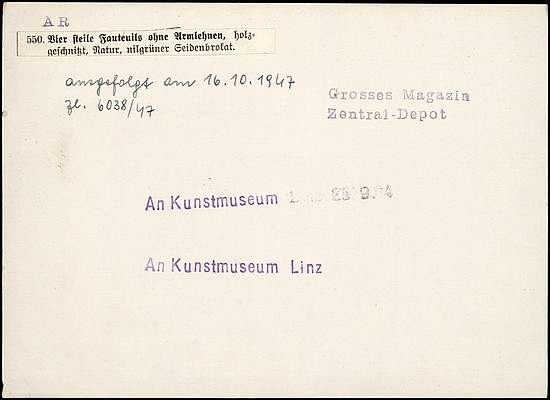 AR
550. Vier steile Fauteuils ohne Armlehnen, holz-
geschnitzt, Natur, nilgrüner Seidenbrokat.
ausgefolgt am 16.10.1947
zl. 6038/47
Grosses Magazin
Zentral-Depot
An Kunstmuseum
An Kunstmuseum Linz